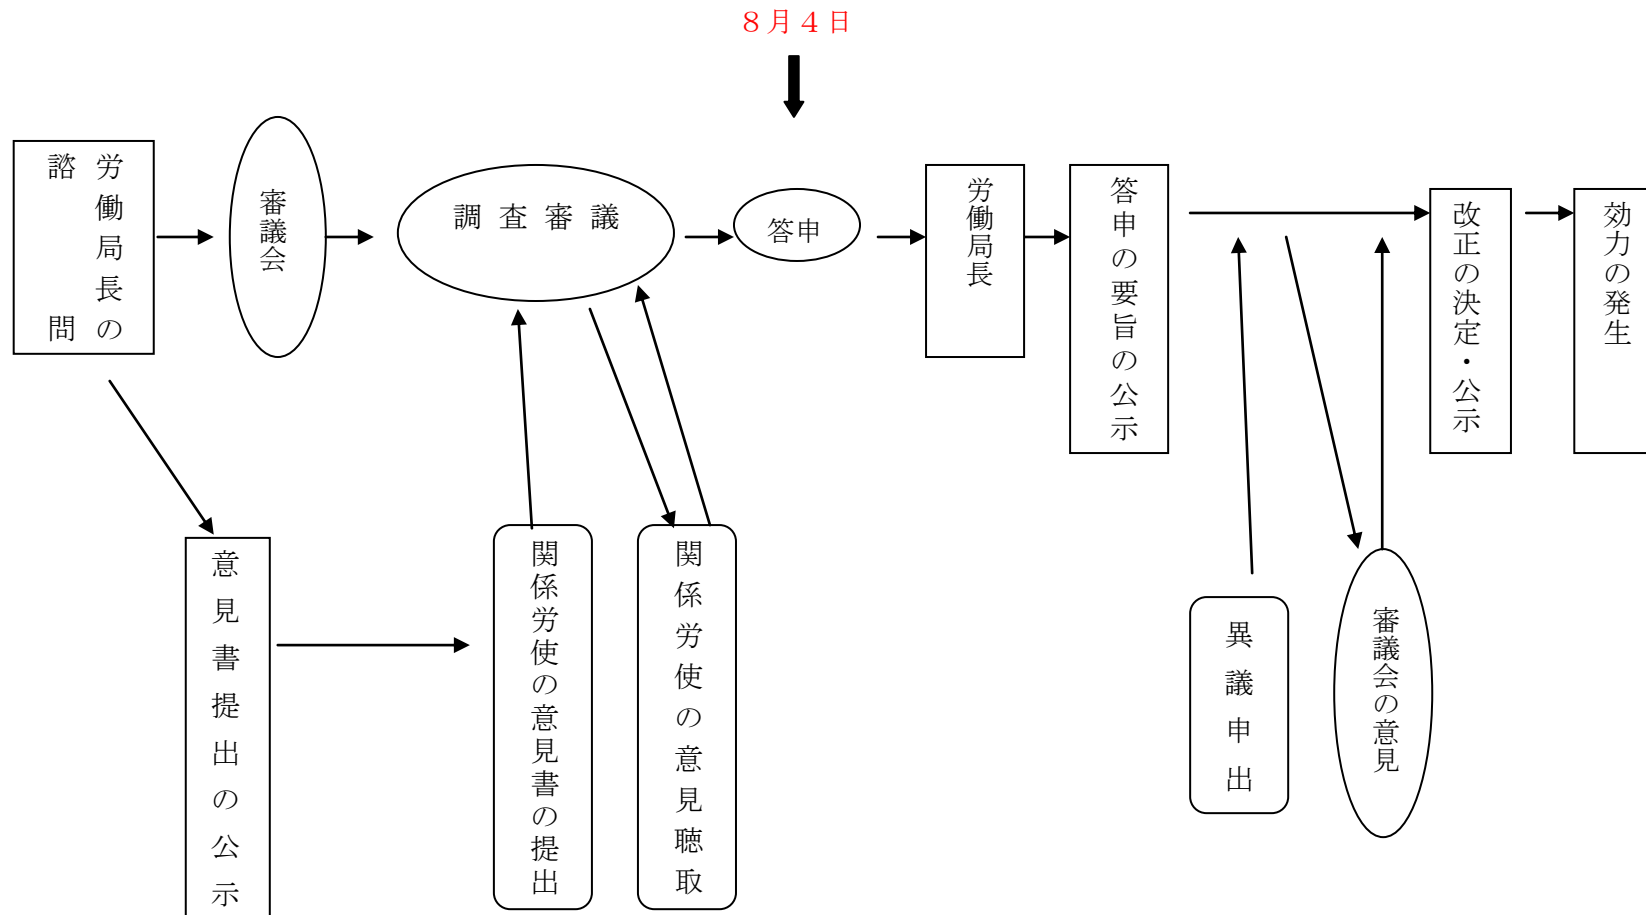 ８月４日
労働局長の
諮問
審議会
調査審議
答申
労働局長
答申の要旨の公示
改正の決定・公示
効力の発生
意見書提出の公示
関係労使の意見書の提出
関係労使の意見聴取
異議申出
審議会の意見